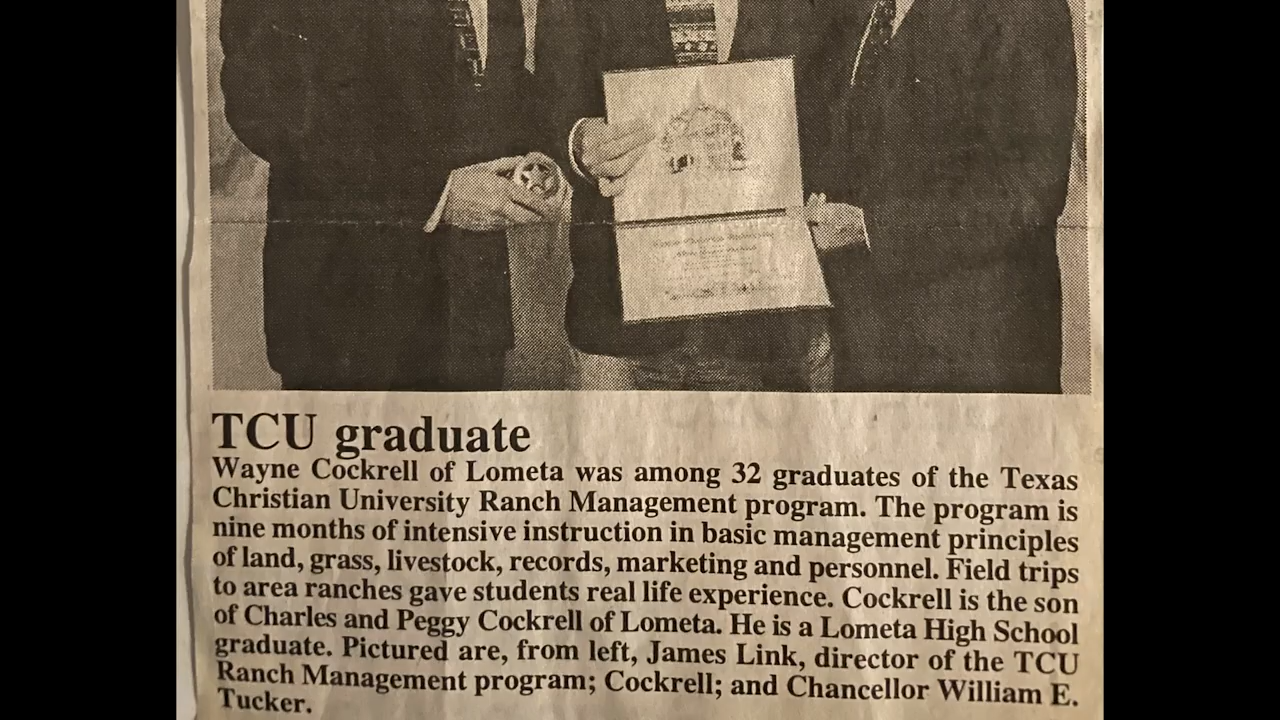 TCU graduate
Wayne Cockrell of Lometa was among 32 graduates of the Texas
Christian University Ranch Management program. The program is
nine months of intensive instruction in basic management principles
of land, grass, livestock, records, marketing and personnel. Field trips
to area ranches gave students real life experience. Cockrell is the son
of Charles and Peggy Cockrell of Lometa. He is a Lometa High School
graduate. Pictured are, from left, James Link, director of the TCU
Ranch Management program; Cockrell; and Chancellor William E.
Tucker.